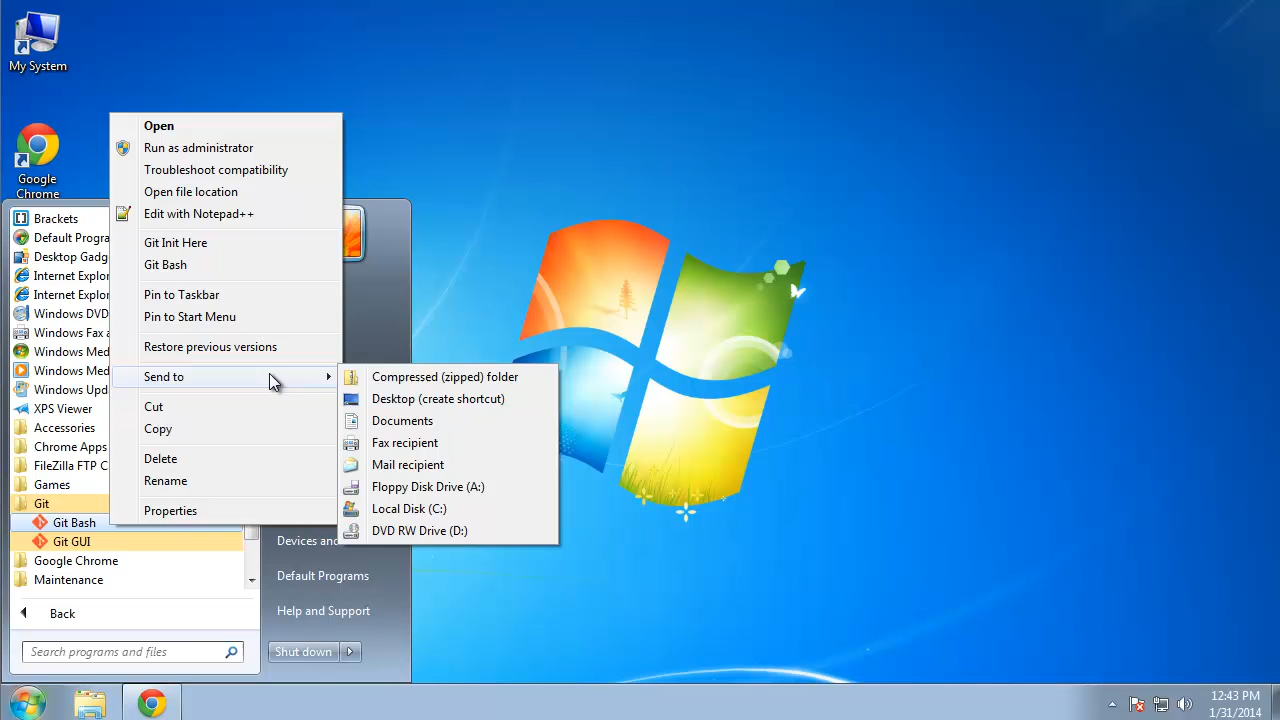 My System
Google
Chrome
Open
Run as administrator
Troubleshoot compatibility
Open file location
Edit with Notepad++
Git Init Here
Git Bash
Pin to Taskbar
Pin to Start Menu
Restore previous versions
Send to
Cut
Copy
Delete
Rename
Properties
Compressed (zipped) folder
Desktop (create shortcut)
Documents
Fax recipient
Mail recipient
Floppy Disk Drive (A:)
Local Disk (C:)
DVD RW Drive (D:)
Brackets
Default Progra
Desktop Gadg
Internet Explor
Internet Explor
Windows DVD
Windows Fax a
Windows Med
Windows Med
Windows Upd
XPS Viewer
Accessories
Chrome Apps
FileZilla FTP C
Games
Git
Git Bash
Git GUI
Google Chrome
Maintenance
Back
Search programs and files
Devices and
Default Programs
Help and Support
Shut down
12:43 PM
1/31/2014